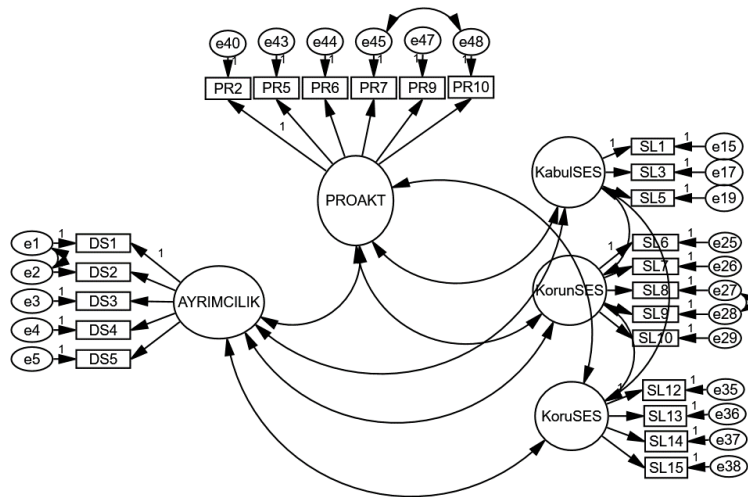 e40 e43 e44 e45 e47 e48
1 1 1 1 1 1
PR2 PR5 PR6 PR7 PR9 PR10
1
PROAKT
KabulSES
1 SL1 1 e15
SL3 1 e17
SL5 1 e19
e1 1 DS1 1
e2 1 DS2
e3 1 DS3
e4 1 DS4
e5 1 DS5
AYRIMCILIK
KorunSES
1 SL6 1 e25
SL7 1 e26
SL8 1 e27
SL9 1 e28
SL10 1 e29
KoruSES
1 SL12 1 e35
SL13 1 e36
SL14 1 e37
SL15 1 e38